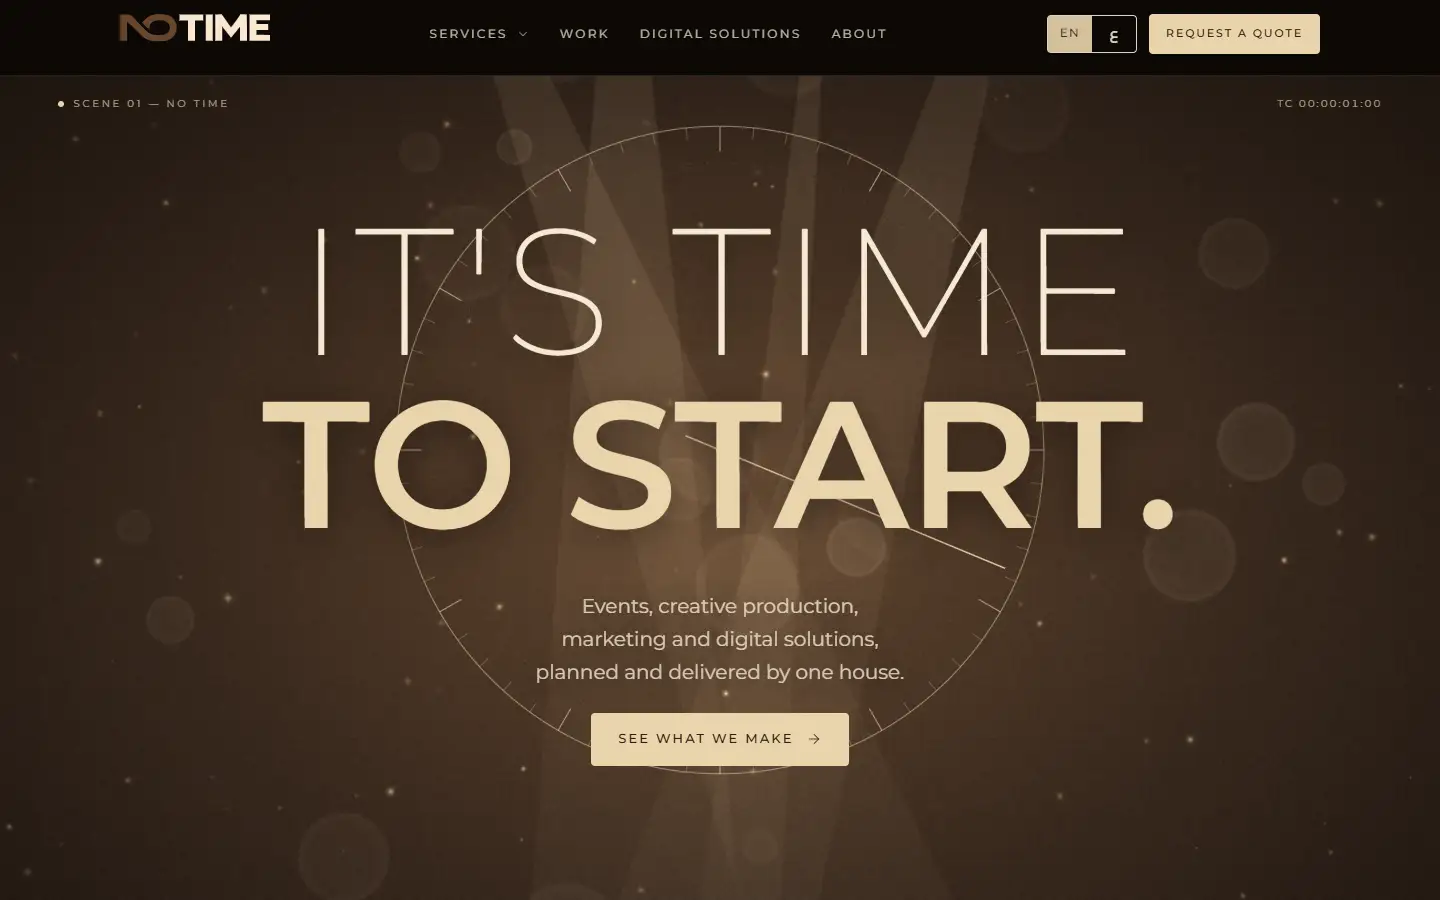 NO TIME
SERVICES
WORK
DIGITAL SOLUTIONS
ABOUT
EN
ع
REQUEST A QUOTE
SCENE 01 — NO TIME
TC 00:00:01:00
IT'S TIME
TO START.
Events, creative production,
marketing and digital solutions,
planned and delivered by one house.
SEE WHAT WE MAKE →